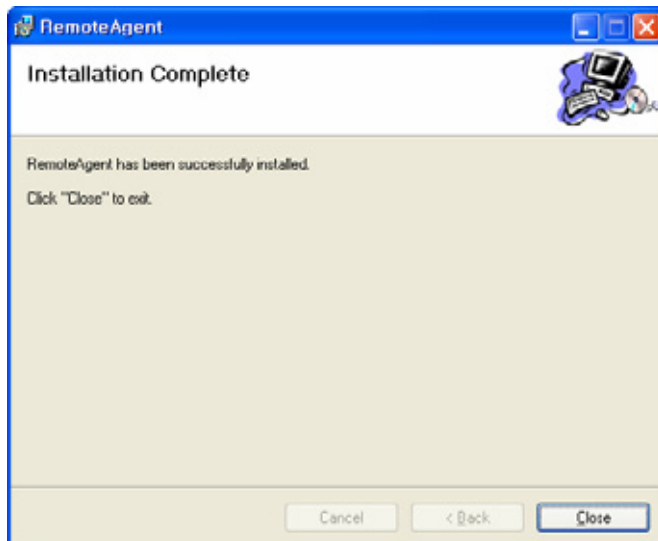 RemoteAgent
Installation Complete
RemoteAgent has been successfully installed.
Click "Close" to exit.
Cancel
< Back
Close